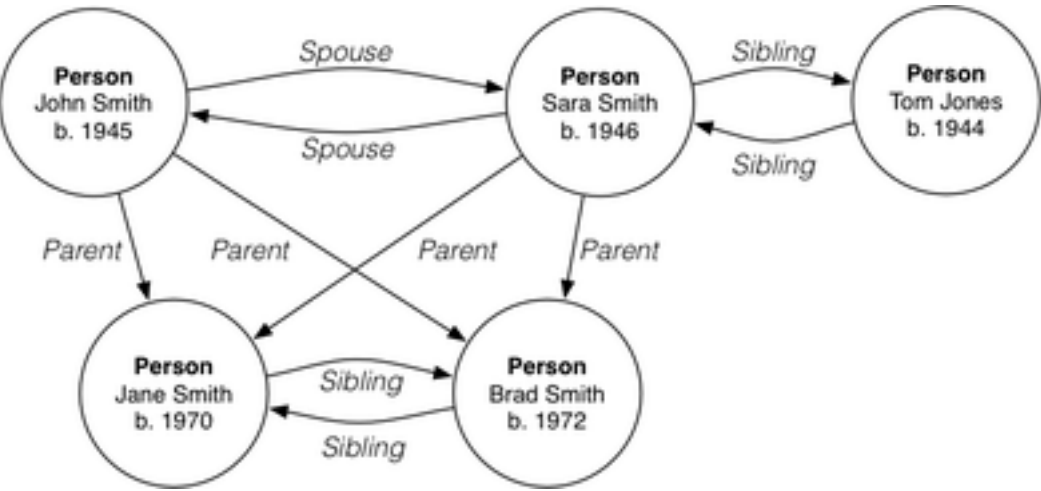 Person
John Smith
b. 1945
Spouse
Spouse
Person
Sara Smith
b. 1946
Sibling
Sibling
Person
Tom Jones
b. 1944
Parent
Parent
Parent
Parent
Person
Jane Smith
b. 1970
Sibling
Sibling
Person
Brad Smith
b. 1972